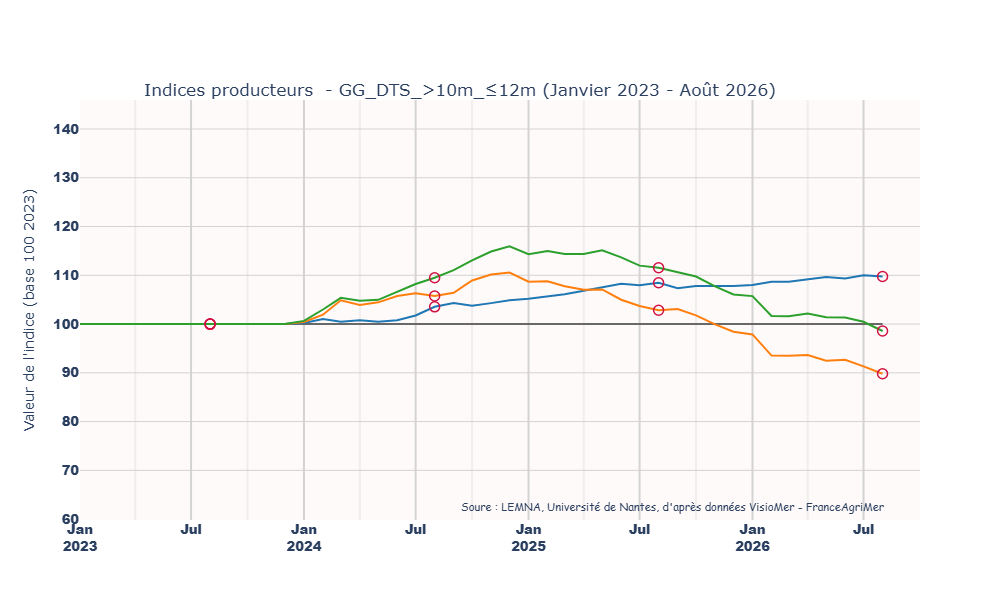 Indices producteurs  - GG_DTS_>10m_≤12m (Janvier 2023 - Août 2026)
Valeur de l'indice (base 100 2023)
140
130
120
110
100
90
80
70
60
Soure : LEMNA, Université de Nantes, d'après données VisioMer - FranceAgriMer
Jan Jul Jan Jul Jan Jul Jan Jul
2023 2024 2025 2026